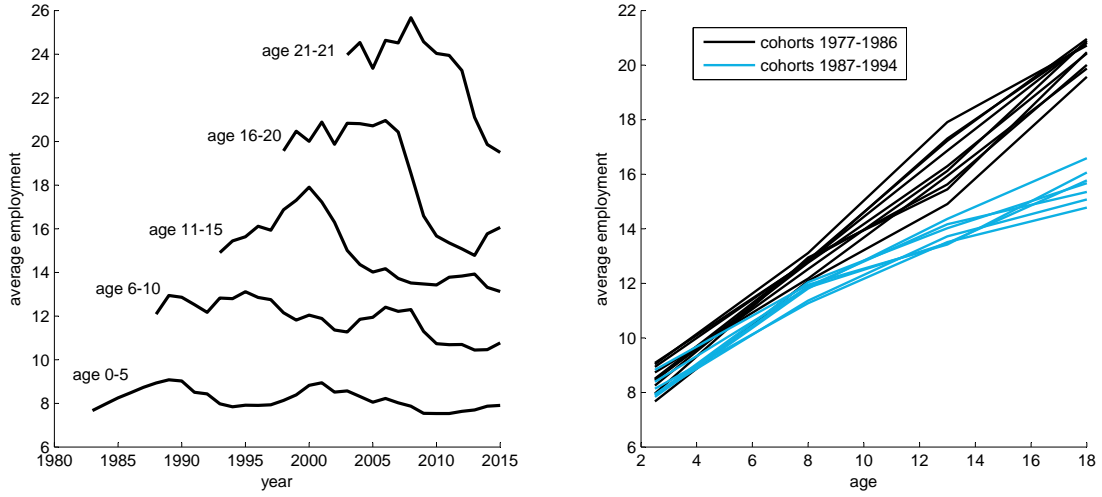 26
24
22
20
18
16
14
12
10
8
6
1980 1985 1990 1995 2000 2005 2010 2015
year
average employment
age 21-21
age 16-20
age 11-15
age 6-10
age 0-5
22
20
18
16
14
12
10
8
6
2 4 6 8 10 12 14 16 18
age
average employment
cohorts 1977-1986
cohorts 1987-1994